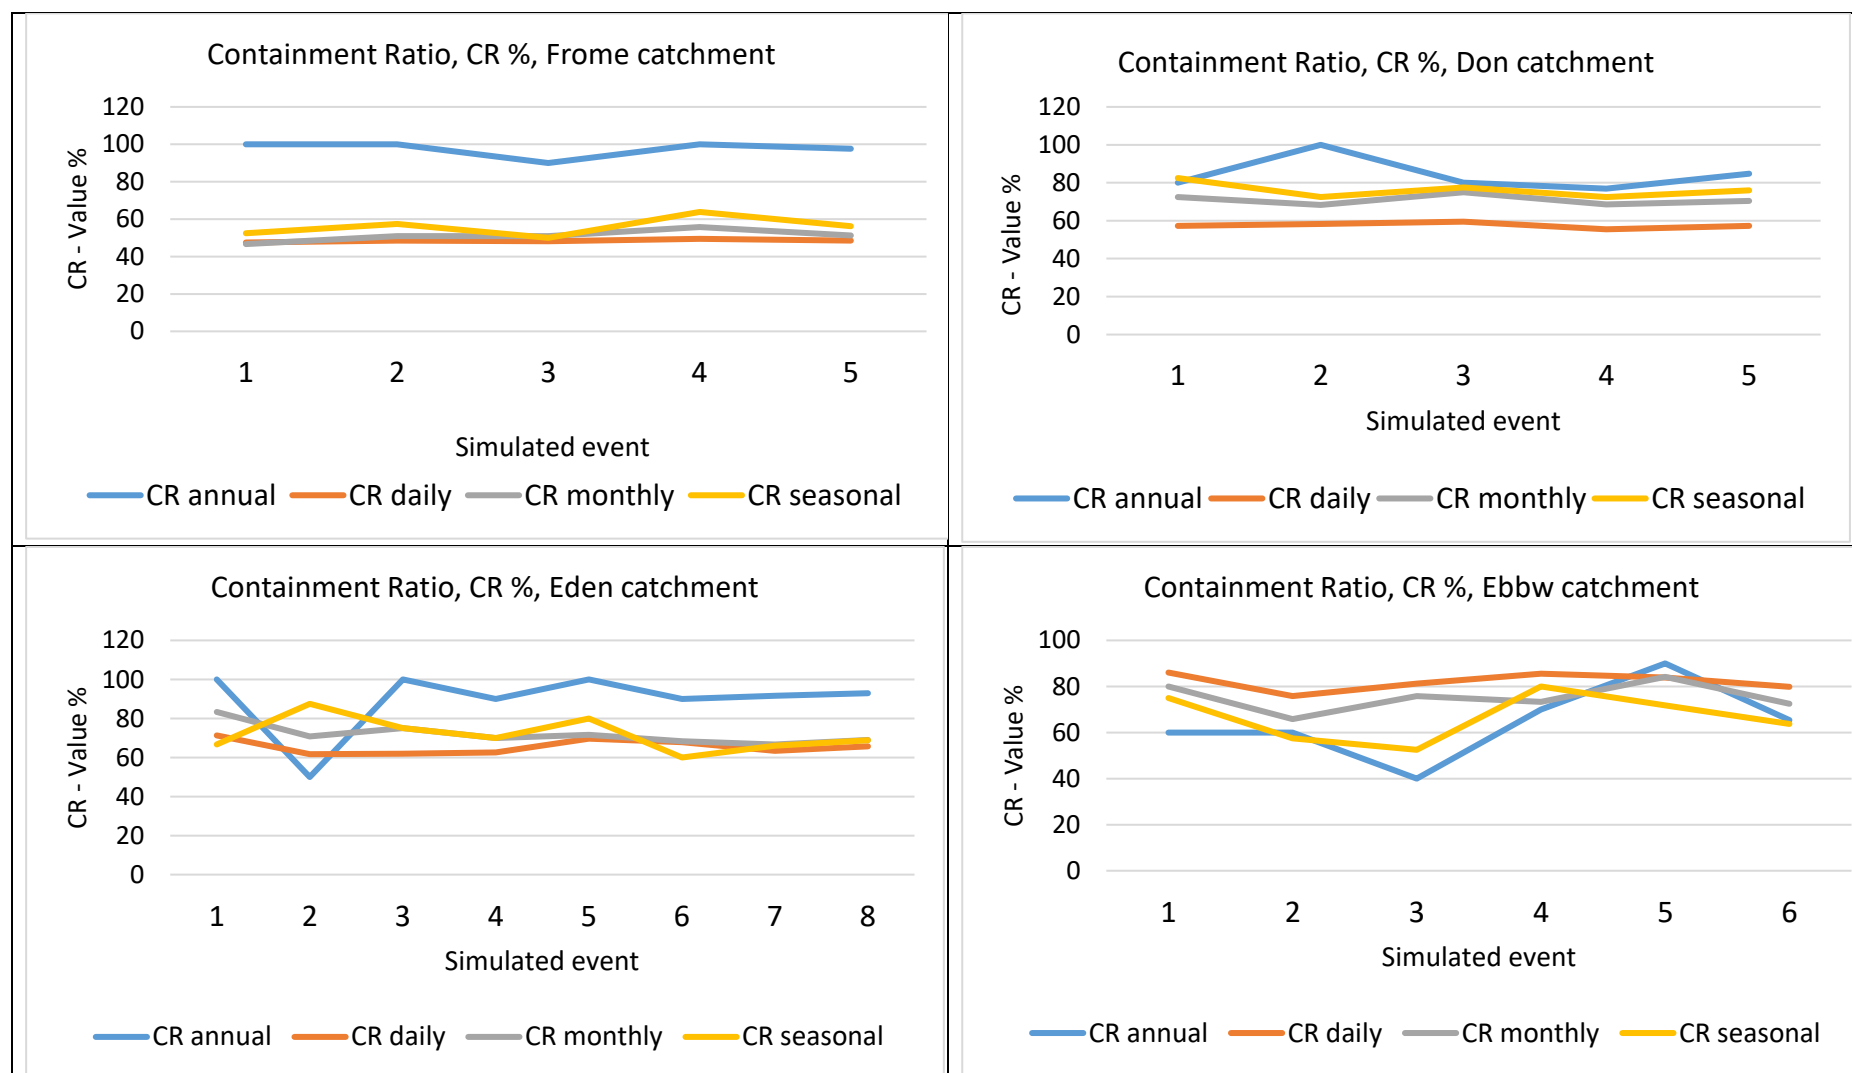 Containment Ratio, CR %, Frome catchment
CR - Value %
120
100
80
60
40
20
0
1 2 3 4 5
Simulated event
CR annual CR daily CR monthly CR seasonal
Containment Ratio, CR %, Don catchment
CR - Value %
120
100
80
60
40
20
0
1 2 3 4 5
Simulated event
CR annual CR daily CR monthly CR seasonal
Containment Ratio, CR %, Eden catchment
CR - Value %
120
100
80
60
40
20
0
1 2 3 4 5 6 7 8
Simulated event
CR annual CR daily CR monthly CR seasonal
Containment Ratio, CR %, Ebbw catchment
CR - Value %
100
80
60
40
20
0
1 2 3 4 5 6
Simulated event
CR annual CR daily CR monthly CR seasonal